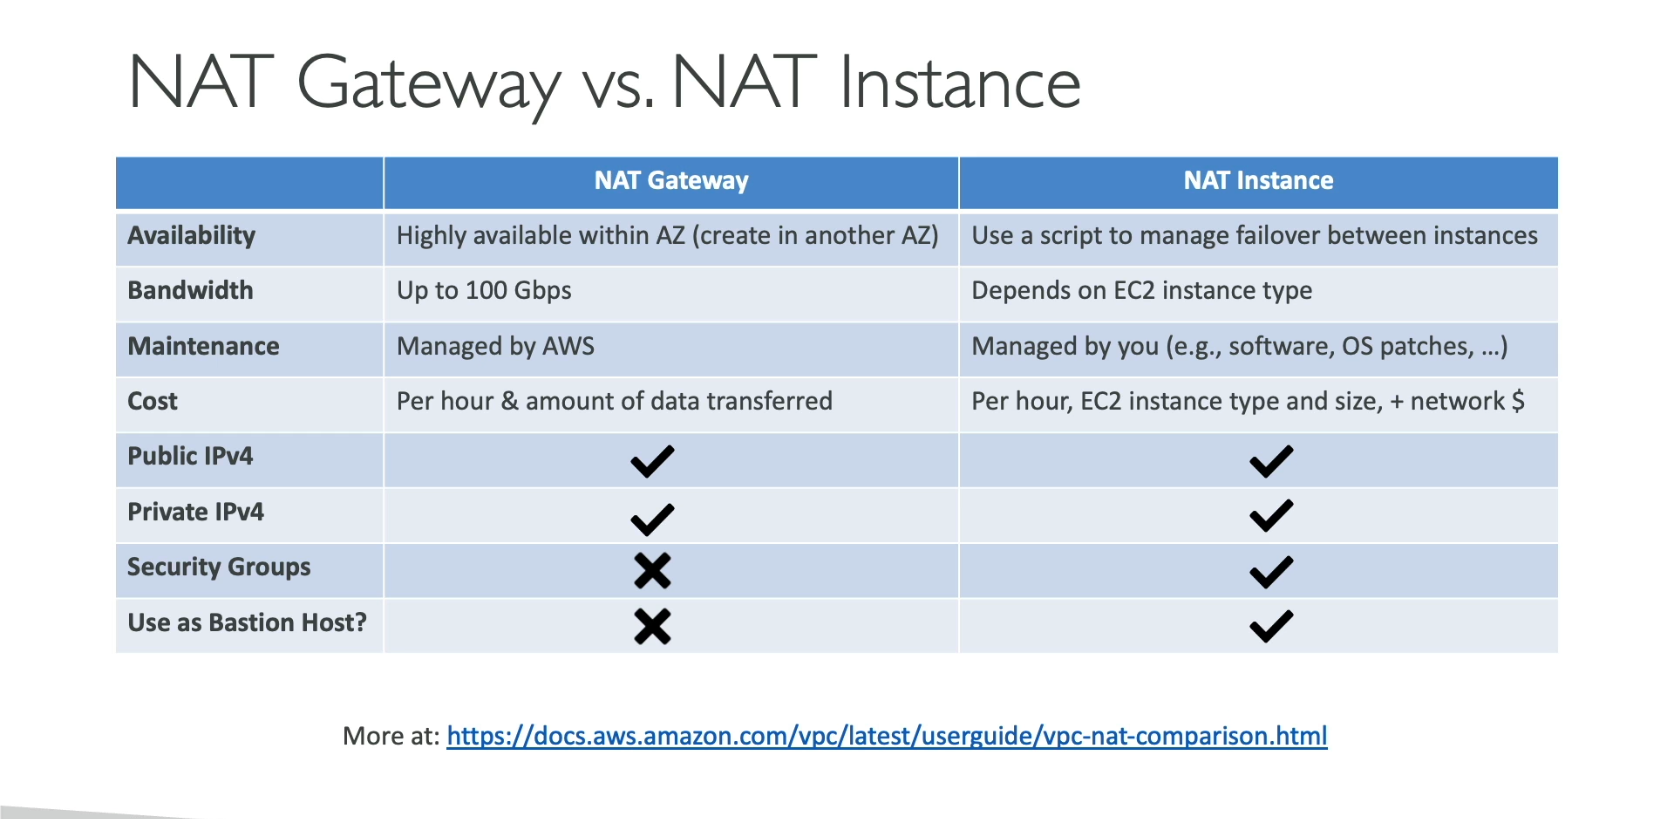 NAT Gateway vs. NAT Instance
NAT Gateway NAT Instance
Availability Highly available within AZ (create in another AZ) Use a script to manage failover between instances
Bandwidth Up to 100 Gbps Depends on EC2 instance type
Maintenance Managed by AWS Managed by you (e.g., software, OS patches, ...)
Cost Per hour & amount of data transferred Per hour, EC2 instance type and size, + network $
Public IPv4 ✔ ✔
Private IPv4 ✔ ✔
Security Groups ✖ ✔
Use as Bastion Host? ✖ ✔
More at: https://docs.aws.amazon.com/vpc/latest/userguide/vpc-nat-comparison.html